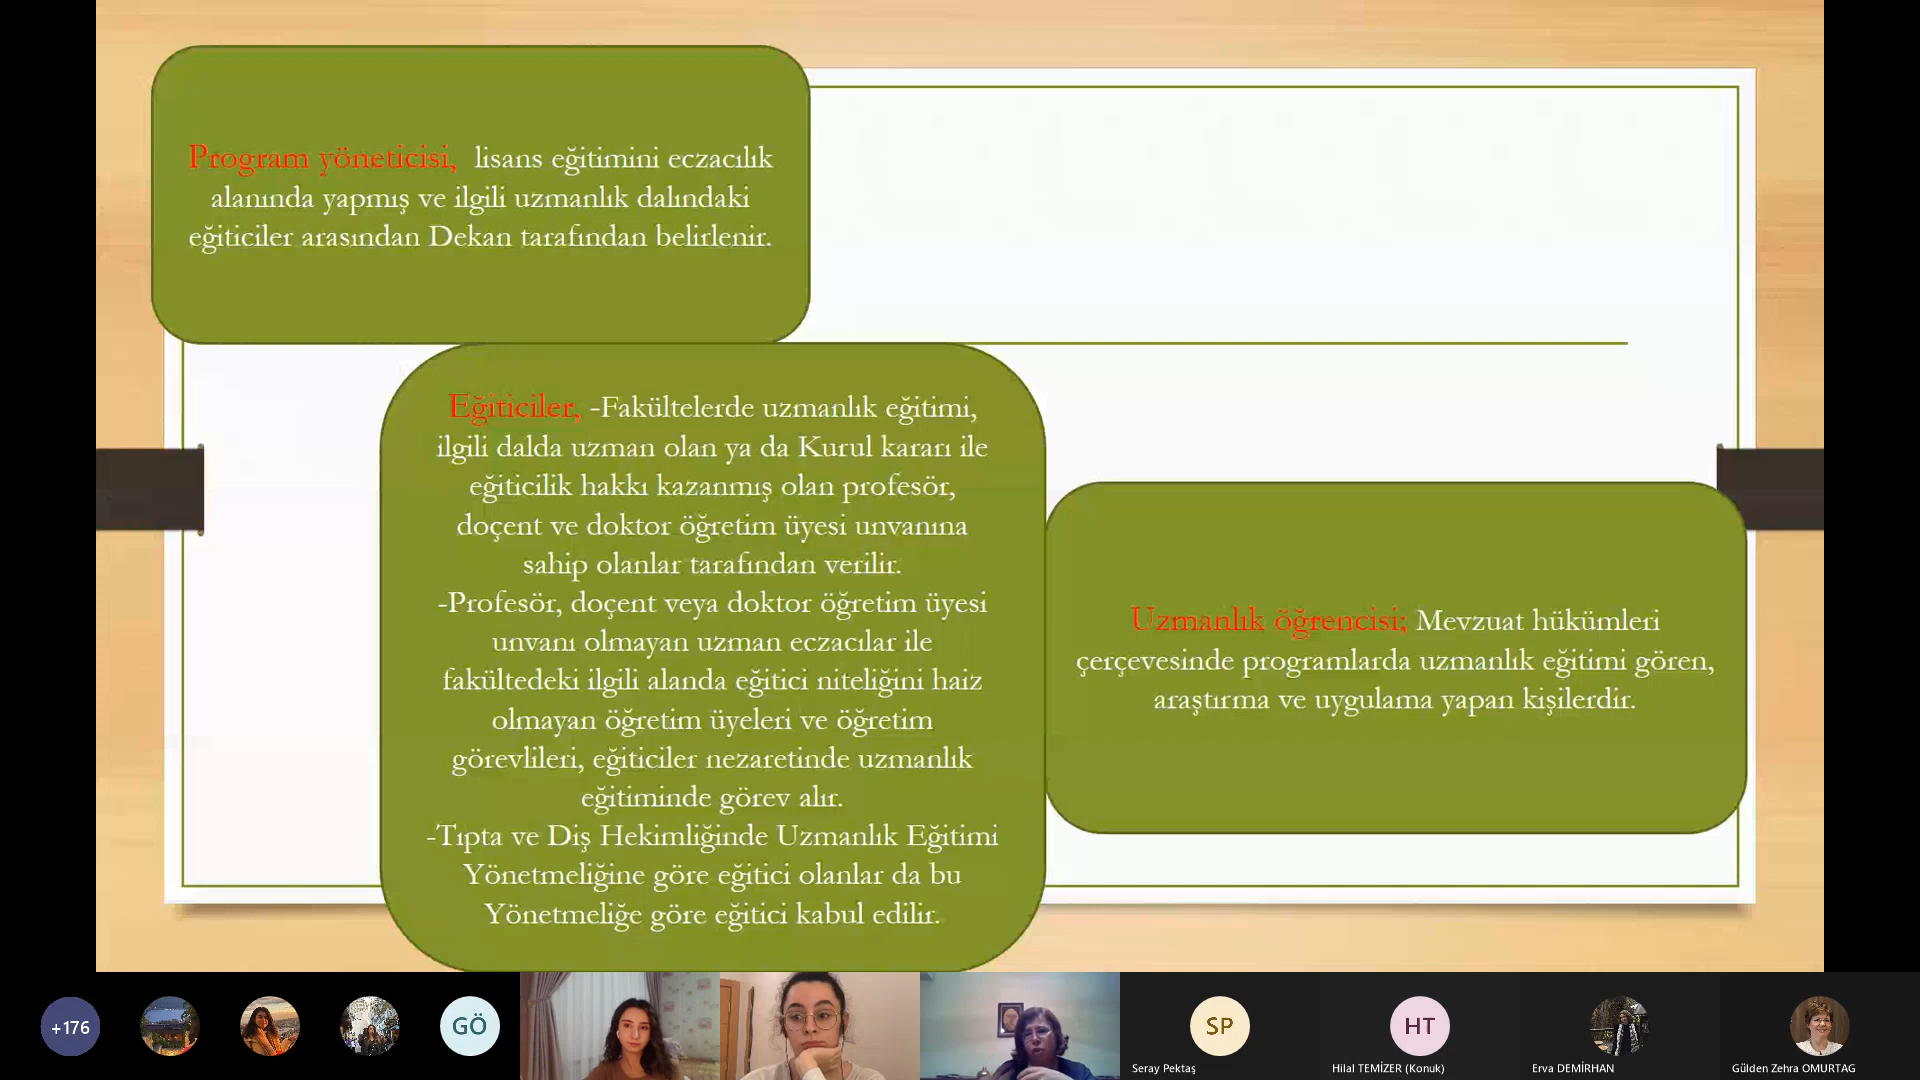 Program yöneticisi, lisans eğitimini eczacılık
alanında yapmış ve ilgili uzmanlık dalındaki
eğiticiler arasından Dekan tarafından belirlenir.
Eğiticiler, -Fakültelerde uzmanlık eğitimi,
ilgili dalda uzman olan ya da Kurul kararı ile
eğiticilik hakkı kazanmış olan profesör,
doçent ve doktor öğretim üyesi unvanına
sahip olanlar tarafından verilir.
-Profesör, doçent veya doktor öğretim üyesi
unvanı olmayan uzman eczacılar ile
fakültedeki ilgili alanda eğitici niteliğini haiz
olmayan öğretim üyeleri ve öğretim
görevlileri, eğiticiler nezaretinde uzmanlık
eğitiminde görev alır.
-Tıpta ve Diş Hekimliğinde Uzmanlık Eğitimi
Yönetmeliğine göre eğitici olanlar da bu
Yönetmeliğe göre eğitici kabul edilir.
Uzmanlık öğrencisi; Mevzuat hükümleri
çerçevesinde programlarda uzmanlık eğitimi gören,
araştırma ve uygulama yapan kişilerdir.
+176
GÖ
SP
HT
Seray Pektaş
Hilal TEMİZER (Konuk)
Erva DEMİRHAN
Gülden Zehra OMURTAG